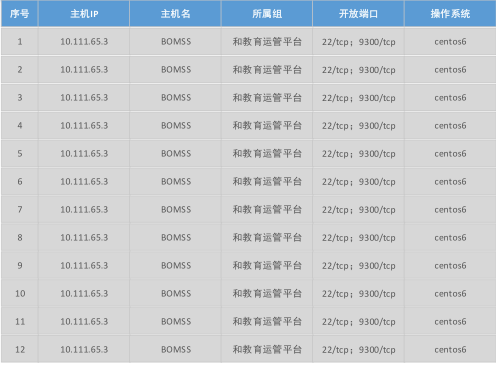 序号 主机IP 主机名 所属组 开放端口 操作系统
1 10.111.65.3 BOMSS 和教育运管平台 22/tcp；9300/tcp centos6
2 10.111.65.3 BOMSS 和教育运管平台 22/tcp；9300/tcp centos6
3 10.111.65.3 BOMSS 和教育运管平台 22/tcp；9300/tcp centos6
4 10.111.65.3 BOMSS 和教育运管平台 22/tcp；9300/tcp centos6
5 10.111.65.3 BOMSS 和教育运管平台 22/tcp；9300/tcp centos6
6 10.111.65.3 BOMSS 和教育运管平台 22/tcp；9300/tcp centos6
7 10.111.65.3 BOMSS 和教育运管平台 22/tcp；9300/tcp centos6
8 10.111.65.3 BOMSS 和教育运管平台 22/tcp；9300/tcp centos6
9 10.111.65.3 BOMSS 和教育运管平台 22/tcp；9300/tcp centos6
10 10.111.65.3 BOMSS 和教育运管平台 22/tcp；9300/tcp centos6
11 10.111.65.3 BOMSS 和教育运管平台 22/tcp；9300/tcp centos6
12 10.111.65.3 BOMSS 和教育运管平台 22/tcp；9300/tcp centos6